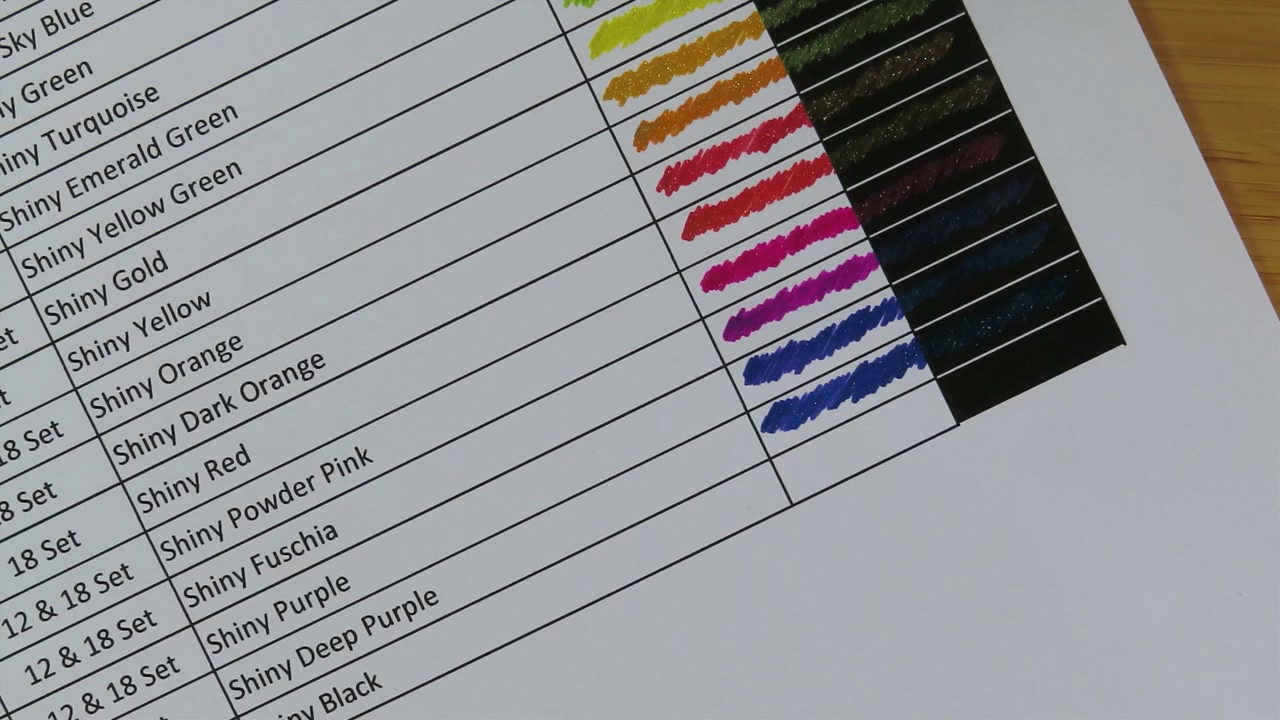 Sky Blue
Green
Turquoise
Shiny Emerald Green
Shiny Yellow Green
Shiny Gold
Shiny Yellow
18 Set Shiny Orange
8 Set Shiny Dark Orange
18 Set Shiny Red
12 & 18 Set Shiny Powder Pink
12 & 18 Set Shiny Fuschia
12 & 18 Set Shiny Purple
Shiny Deep Purple
Black